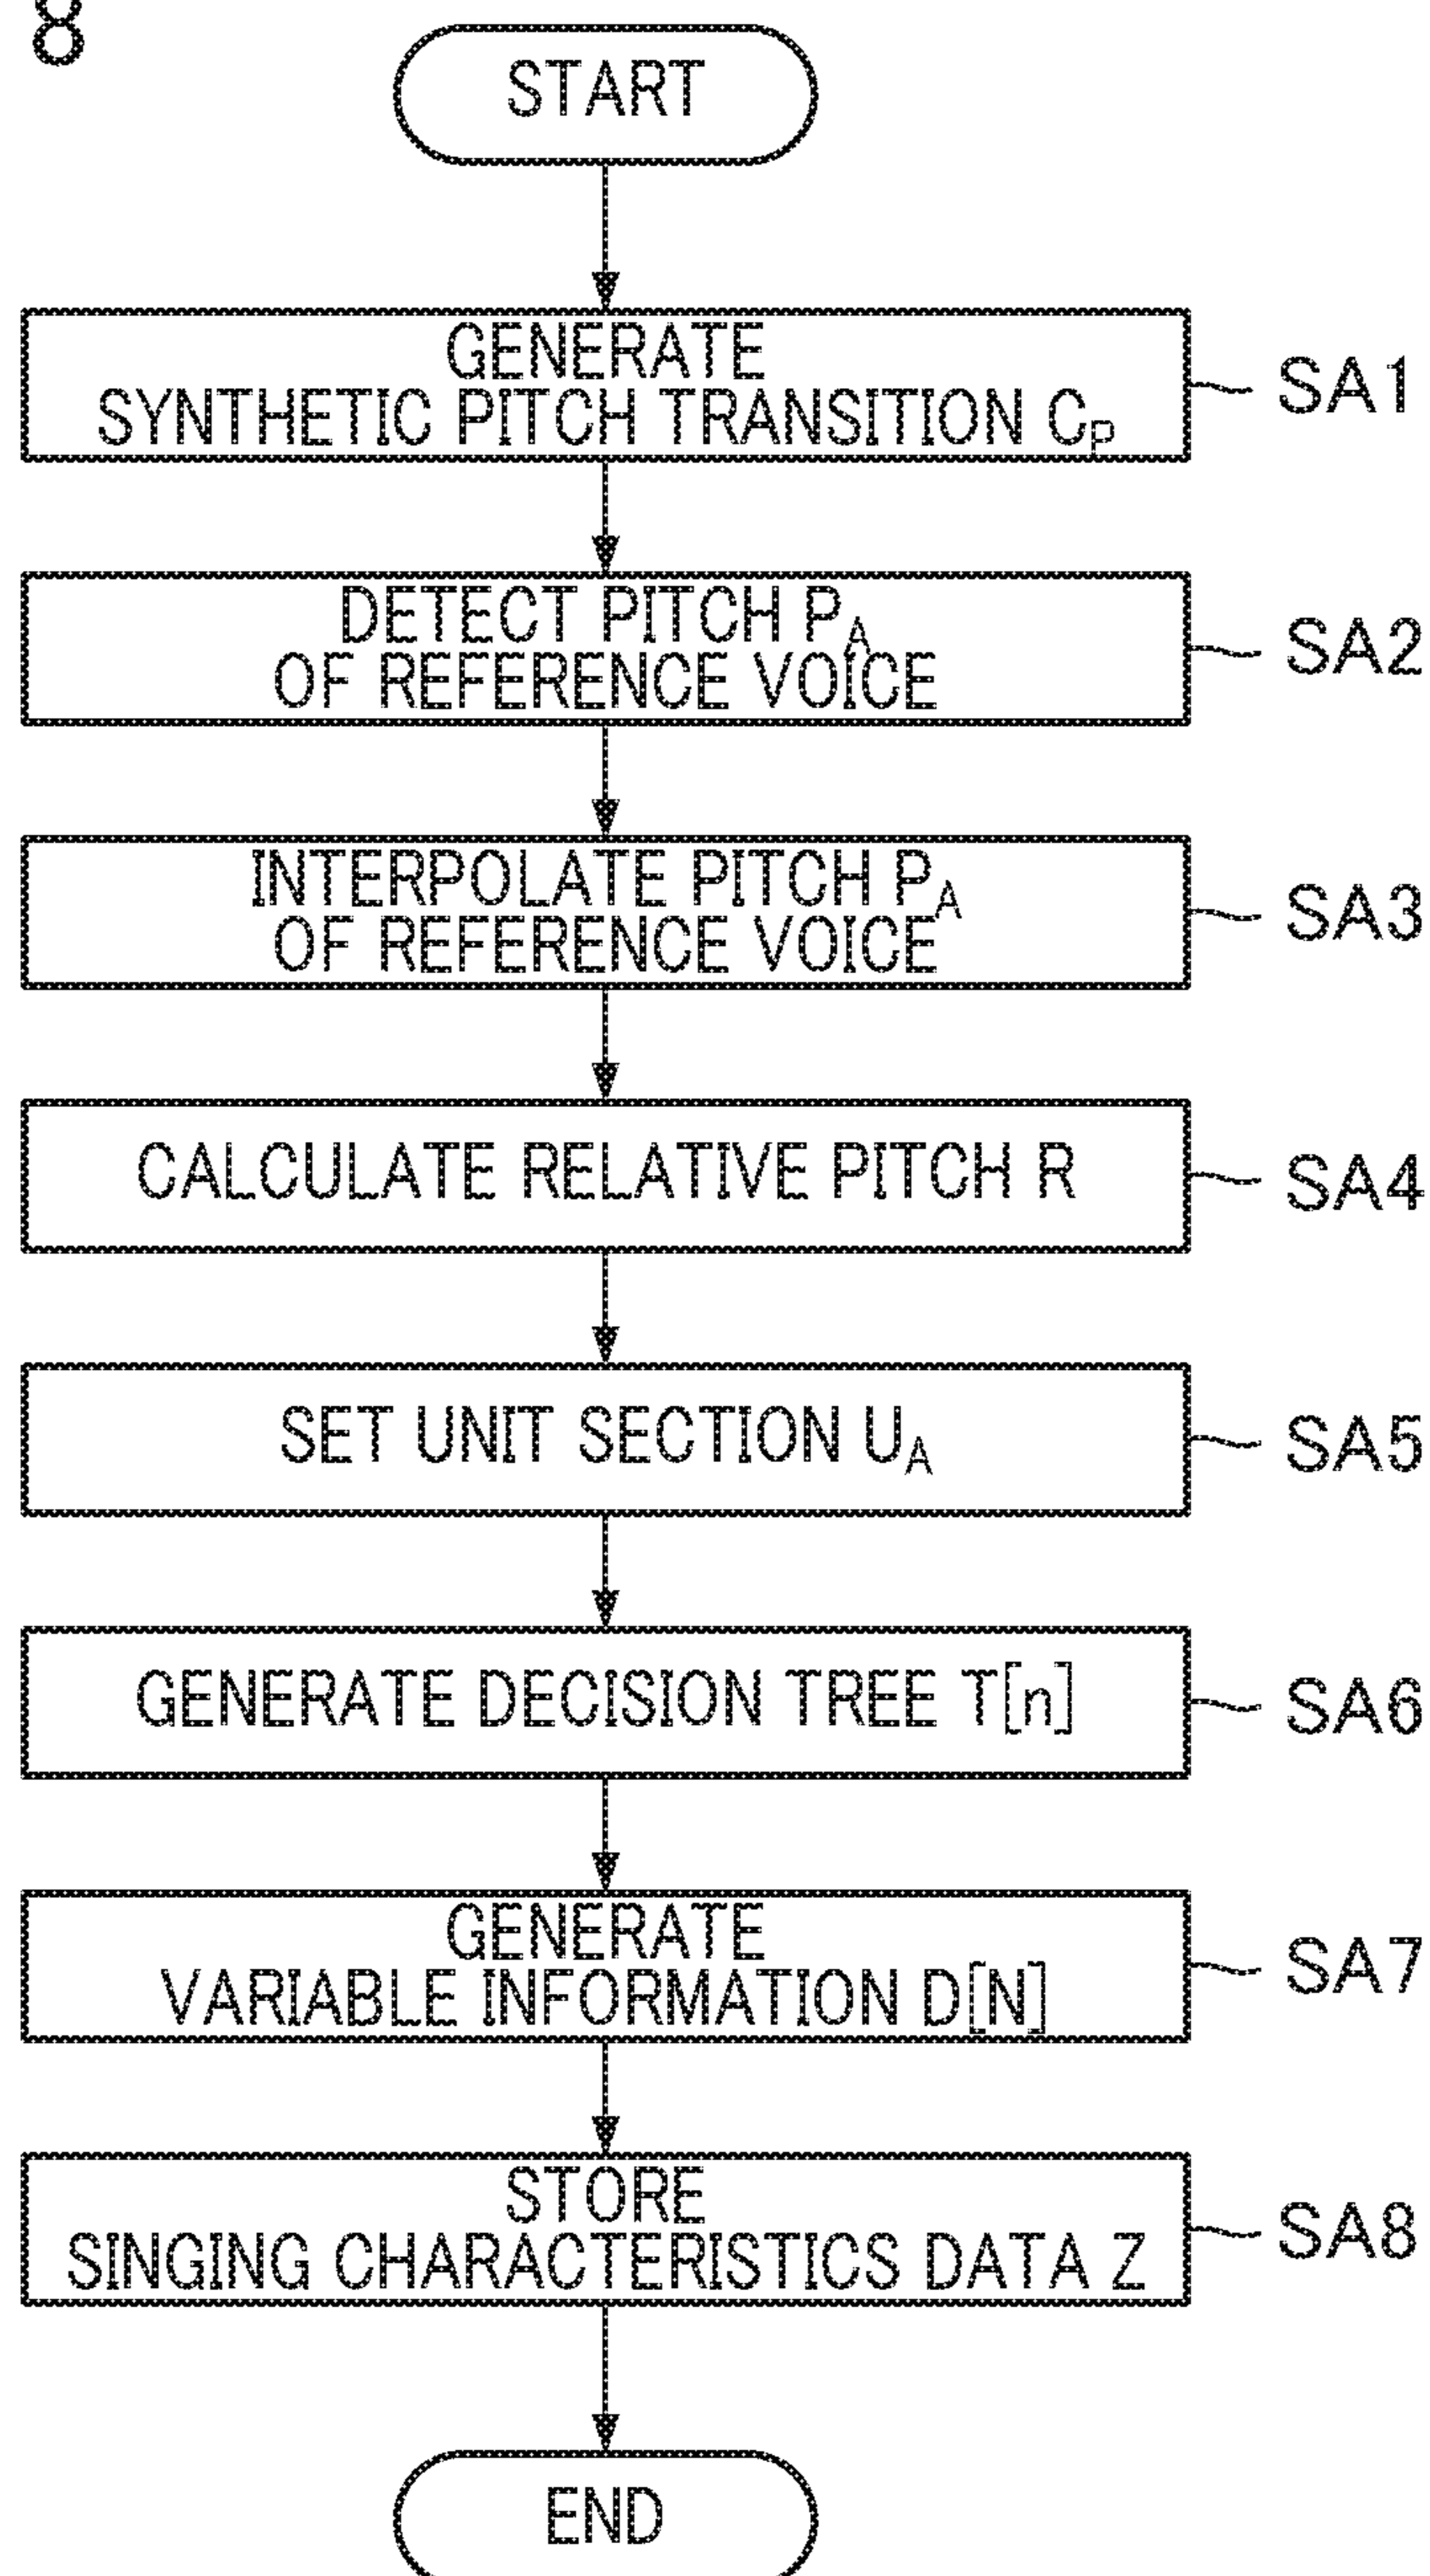 8
START
GENERATE
SYNTHETIC PITCH TRANSITION CP
SA1
DETECT PITCH PA
OF REFERENCE VOICE
SA2
INTERPOLATE PITCH PA
OF REFERENCE VOICE
SA3
CALCULATE RELATIVE PITCH R
SA4
SET UNIT SECTION UA
SA5
GENERATE DECISION TREE T[n]
SA6
GENERATE
VARIABLE INFORMATION D[N]
SA7
STORE
SINGING CHARACTERISTICS DATA Z
SA8
END